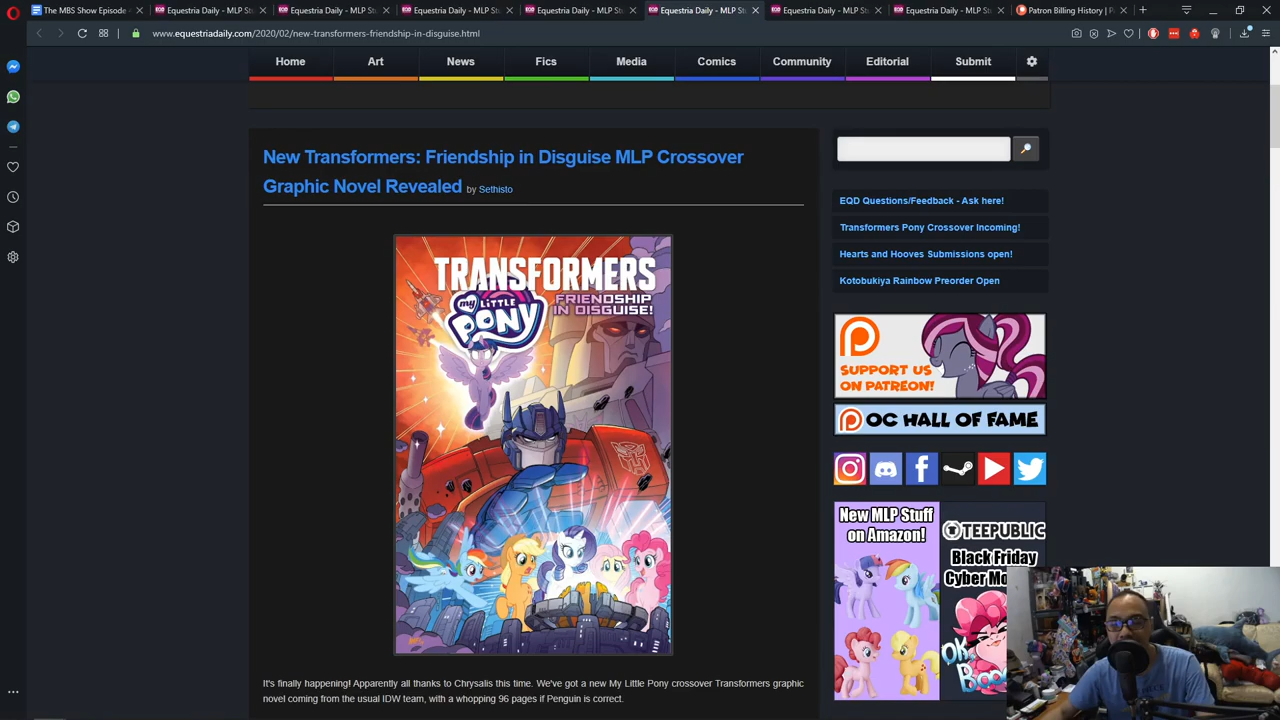 The MBS Show Episode
Equestria Daily - MLP S
Equestria Daily - MLP St
Equestria Daily - MLP St
Equestria Daily - MLP St
Equestria Daily - MLP S
Equestria Daily - MLP St
Equestria Daily - MLP St
Patron Billing History | P
www.equestriadaily.com/2020/02/new-transformers-friendship-in-disguise.html
Home
Art
News
Fics
Media
Comics
Community
Editorial
Submit
New Transformers: Friendship in Disguise MLP Crossover
Graphic Novel Revealed by Sethisto
TRANSFORMERS
my LiTTLE
PONY
FRIENDSHIP
IN DISGUISE!
It's finally happening! Apparently all thanks to Chrysalis this time. We've got a new My Little Pony crossover Transformers graphic
novel coming from the usual IDW team, with a whopping 96 pages if Penguin is correct.
EQD Questions/Feedback - Ask here!
Transformers Pony Crossover Incoming!
Hearts and Hooves Submissions open!
Kotobukiya Rainbow Preorder Open
SUPPORT US
ON PATREON!
OC HALL OF FAME
New MLP Stuff
on Amazon!
TEEPUBLIC
Black Friday
Cyber Mo
OK